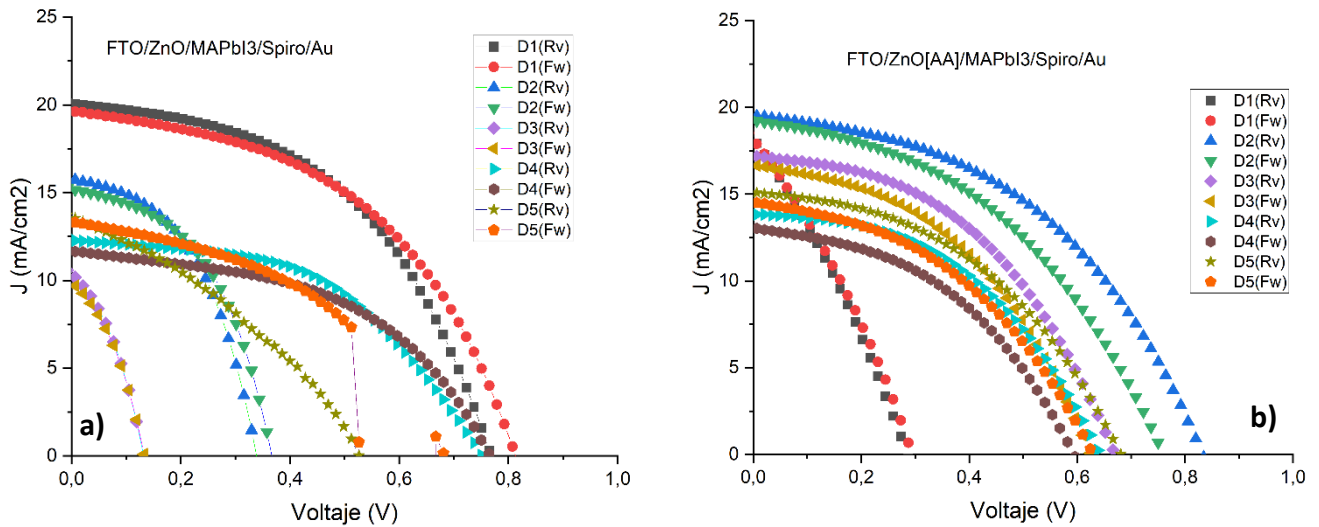 25
20
15
10
5
0
J (mA/cm2)
FTO/ZnO/MAPbI3/Spiro/Au
D1(Rv)
D1(Fw)
D2(Rv)
D2(Fw)
D3(Rv)
D3(Fw)
D4(Rv)
D4(Fw)
D5(Rv)
D5(Fw)
a)
0,0 0,2 0,4 0,6 0,8 1,0
Voltaje (V)
25
20
15
10
5
0
J (mA/cm2)
FTO/ZnO[AA]/MAPbI3/Spiro/Au
D1(Rv)
D1(Fw)
D2(Rv)
D2(Fw)
D3(Rv)
D3(Fw)
D4(Rv)
D4(Fw)
D5(Rv)
D5(Fw)
b)
0,0 0,2 0,4 0,6 0,8 1,0
Voltaje (V)